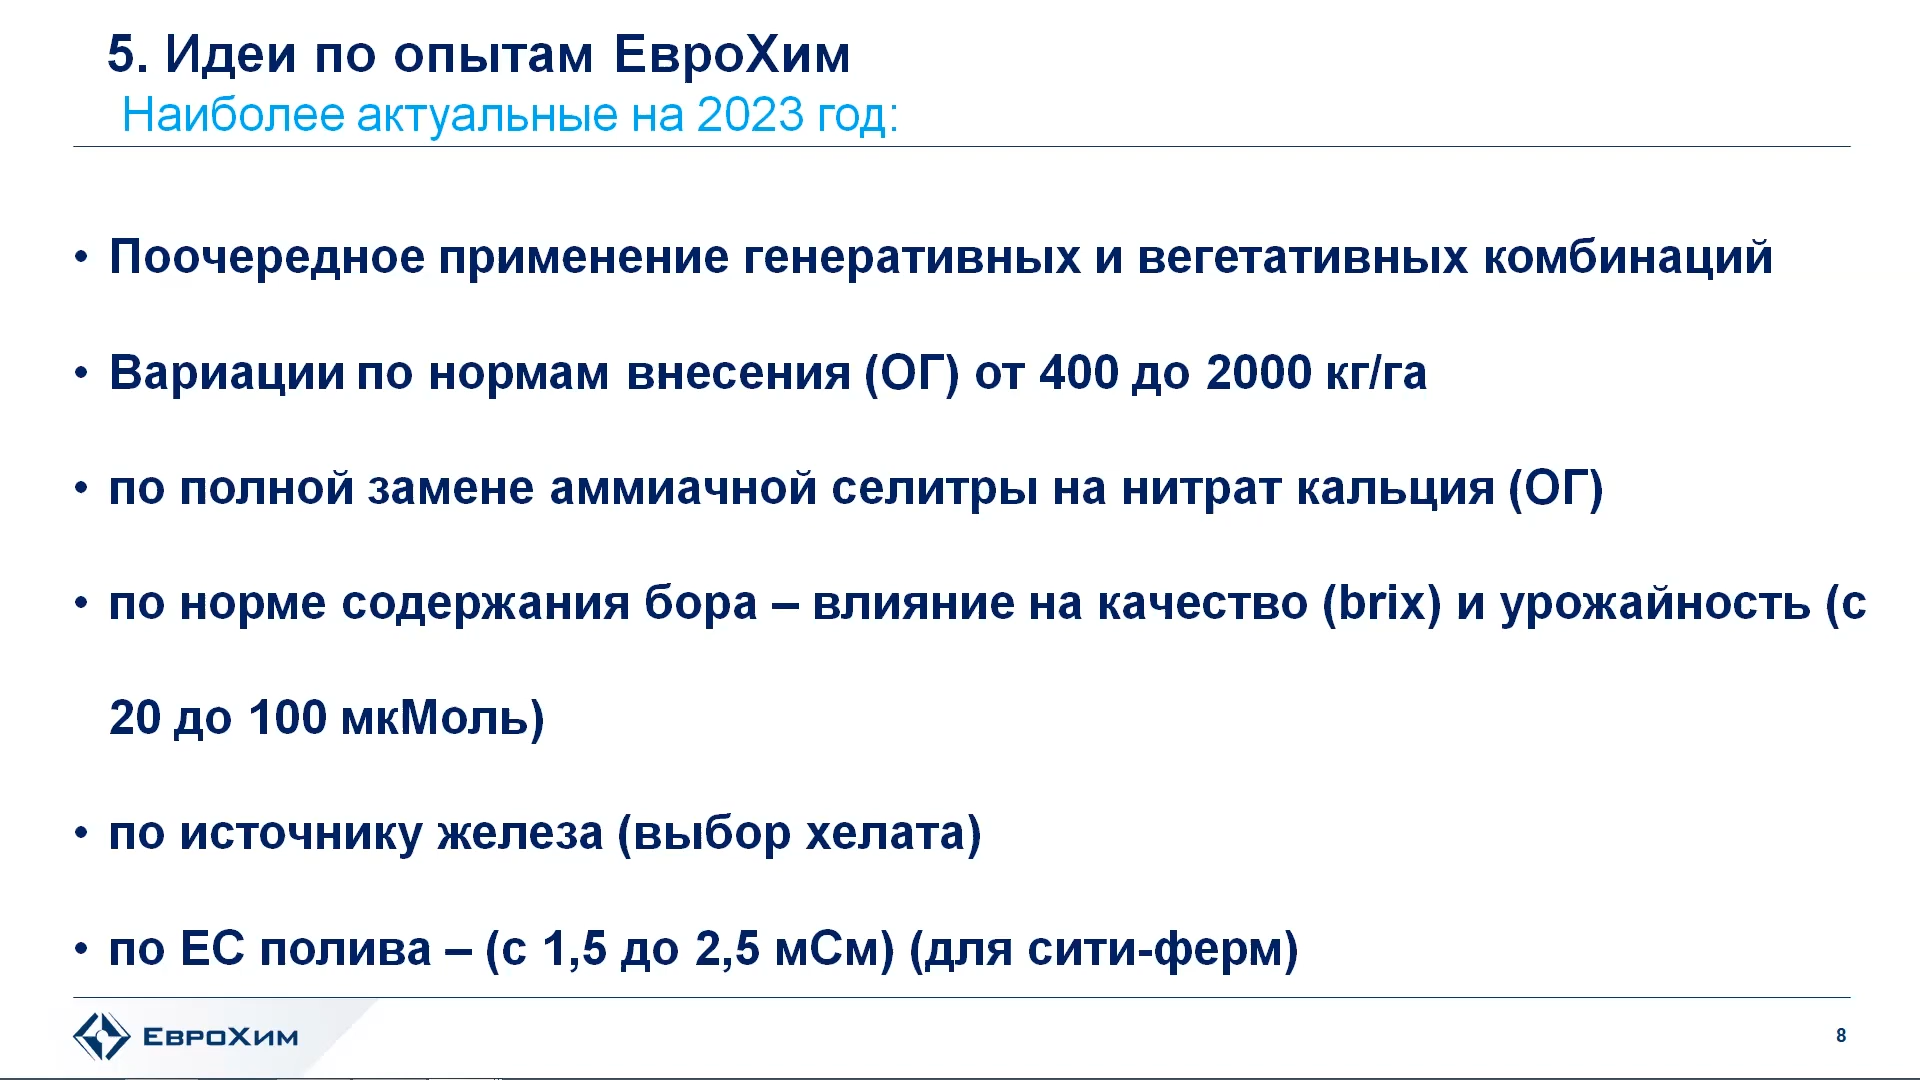 5. Идеи по опытам ЕвроХим
Наиболее актуальные на 2023 год:
• Поочередное применение генеративных и вегетативных комбинаций
• Вариации по нормам внесения (ОГ) от 400 до 2000 кг/га
• по полной замене аммиачной селитры на нитрат кальция (ОГ)
• по норме содержания бора – влияние на качество (brix) и урожайность (с
20 до 100 мкМоль)
• по источнику железа (выбор хелата)
• по ЕС полива – (с 1,5 до 2,5 мСм) (для сити-ферм)
ЕвроХим
8